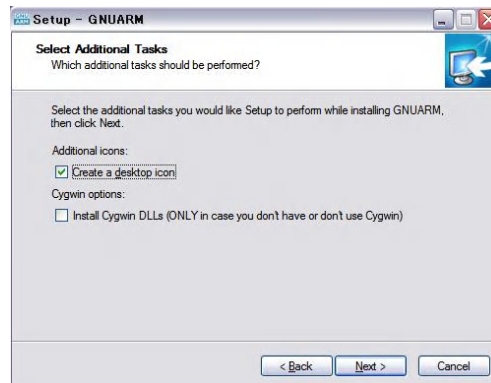 GNU
ARM
Setup - GNUARM
Select Additional Tasks
Which additional tasks should be performed?
Select the additional tasks you would like Setup to perform while installing GNUARM,
then click Next.
Additional icons:
Create a desktop icon
Cygwin options:
Install Cygwin DLLs (ONLY in case you don't have or don't use Cygwin)
< Back
Next >
Cancel